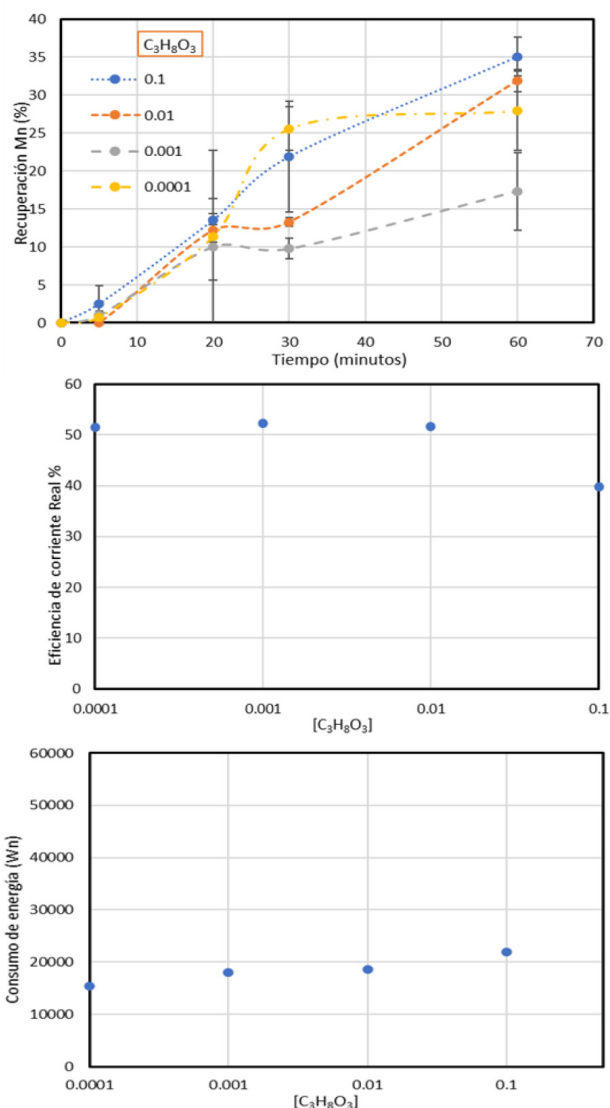 40
35
30
25
20
15
10
5
0
Recuperación Mn (%)
C₃H₈O₃
0.1
0.01
0.001
0.0001
0 10 20 30 40 50 60 70
Tiempo (minutos)
60
50
40
30
20
10
0
Eficiencia de corriente Real %
0.0001 0.001 0.01 0.1
[C₃H₈O₃]
60000
50000
40000
30000
20000
10000
0
Consumo de energía (Wn)
0.0001 0.001 0.01 0.1
[C₃H₈O₃]